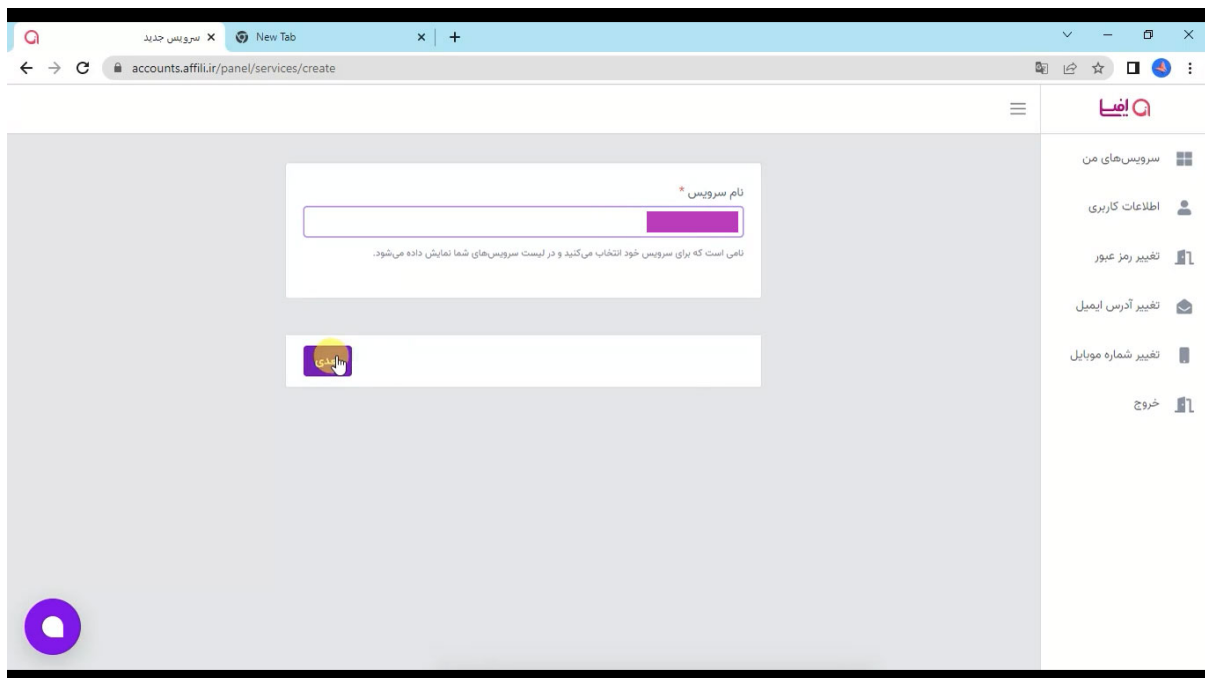 سرویس جدید
New Tab
accounts.affili.ir/panel/services/create
افیلی
سرویس‌های من
اطلاعات کاربری
تغییر رمز عبور
تغییر آدرس ایمیل
تغییر شماره موبایل
خروج
نام سرویس *
نامی است که برای سرویس خود انتخاب می‌کنید و در لیست سرویس‌های شما نمایش داده می‌شود.